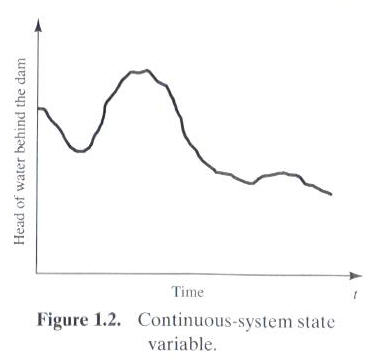 Head of water behind the dam
Time
t
Figure 1.2. Continuous-system state
variable.